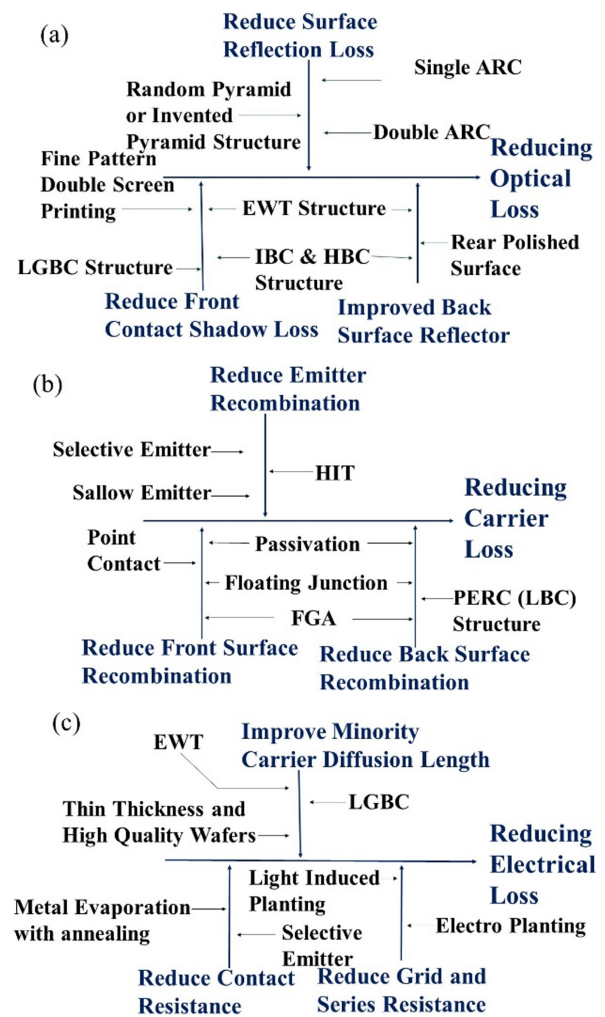 (a)
Reduce Surface
Reflection Loss
Single ARC
Random Pyramid
or Invented
Pyramid Structure
Double ARC
Fine Pattern
Double Screen
Printing
Reducing
Optical
Loss
EWT Structure
Rear Polished
Surface
LGBC Structure
IBC & HBC
Structure
Reduce Front
Contact Shadow Loss
Improved Back
Surface Reflector
(b)
Reduce Emitter
Recombination
Selective Emitter
HIT
Sallow Emitter
Reducing
Carrier
Loss
Point
Contact
Passivation
Floating Junction
PERC (LBC)
Structure
FGA
Reduce Front Surface
Recombination
Reduce Back Surface
Recombination
(c)
Improve Minority
Carrier Diffusion Length
EWT
LGBC
Thin Thickness and
High Quality Wafers
Reducing
Electrical
Loss
Light Induced
Planting
Metal Evaporation
with annealing
Electro Planting
Selective
Emitter
Reduce Contact
Resistance
Reduce Grid and
Series Resistance